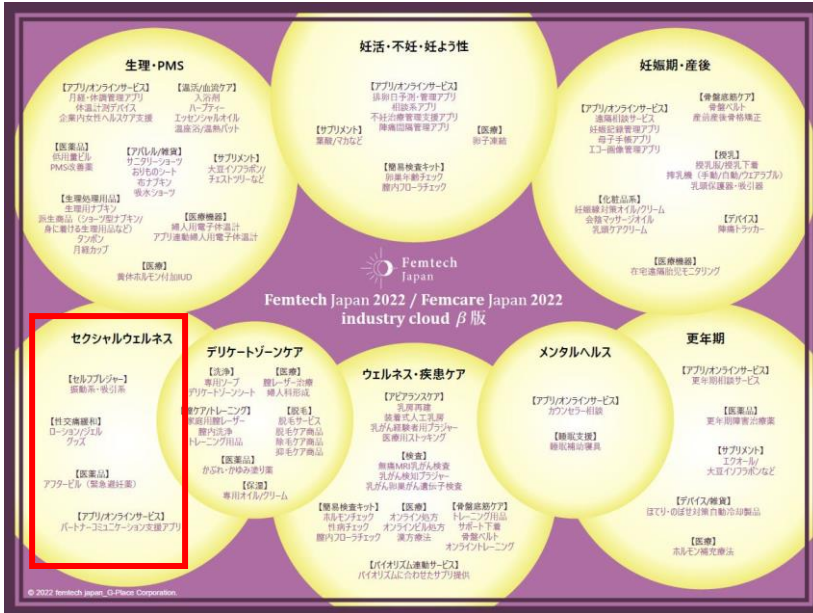 生理・PMS
【アプリ/オンラインサービス】
月経・体調管理アプリ
体温計測デバイス
企業内女性ヘルスケア支援
【温活/血流ケア】
入浴剤
ハーブティー
エッセンシャルオイル
温座浴/温熱パット
【医薬品】
低用量ピル
PMS改善薬
【アパレル/雑貨】
サニタリーショーツ
おりものシート
布ナプキン
吸水ショーツ
【サプリメント】
大豆イソフラボン/
チェストツリーなど
【生理処理用品】
生理用ナプキン
派生商品（ショーツ型ナプキン/
身に着ける生理用品など）
タンポン
月経カップ
【医療機器】
婦人用電子体温計
アプリ連動婦人用電子体温計
【医療】
黄体ホルモン付加IUD
妊活・不妊・妊よう性
【アプリ/オンラインサービス】
排卵日予測・管理アプリ
相談系アプリ
不妊治療管理支援アプリ
陣痛間隔管理アプリ
【サプリメント】
葉酸/マカなど
【医療】
卵子凍結
【簡易検査キット】
卵巣年齢チェック
膣内フローラチェック
妊娠期・産後
【アプリ/オンラインサービス】
遠隔相談サービス
妊娠記録管理アプリ
母子手帳アプリ
エコー画像管理アプリ
【骨盤底筋ケア】
骨盤ベルト
産前産後骨格矯正
【授乳】
授乳服/授乳下着
搾乳機（手動/自動/ウェアラブル）
乳頭保護器・吸引器
【化粧品系】
妊娠線対策オイル/クリーム
会陰マッサージオイル
乳頭ケアクリーム
【デバイス】
陣痛トラッカー
【医療機器】
在宅遠隔胎児モニタリング
Femtech
Japan
Femtech Japan 2022 / Femcare Japan 2022
industry cloud β版
セクシャルウェルネス
【セルフプレジャー】
振動系・吸引系
【性交痛緩和】
ローション/ジェル
グッズ
【医薬品】
アフターピル（緊急避妊薬）
【アプリ/オンラインサービス】
パートナーコミュニケーション支援アプリ
デリケートゾーンケア
【洗浄】
専用ソープ
デリケートゾーンシート
【医療】
膣レーザー治療
婦人科形成
ケア/トレーニング】
家庭用膣レーザー
膣内洗浄
トレーニング用品
【脱毛】
脱毛サービス
脱毛ケア商品
除毛ケア商品
抑毛ケア商品
【医薬品】
かぶれ・かゆみ塗り薬
【保湿】
専用オイル/クリーム
ウェルネス・疾患ケア
【アピアランスケア】
乳房再建
装着式人工乳房
乳がん経験者用ブラジャー
医療用ストッキング
【検査】
無痛MRI乳がん検査
乳がん検知ブラジャー
乳がん卵巣がん遺伝子検査
【簡易検査キット】
ホルモンチェック
性病チェック
膣内フローラチェック
【医療】
オンライン処方
オンラインピル処方
漢方療法
【骨盤底筋ケア】
トレーニング用品
サポート下着
骨盤ベルト
オンライントレーニング
【バイオリズム連動サービス】
バイオリズムに合わせたサプリ提供
メンタルヘルス
【アプリ/オンラインサービス】
カウンセラー相談
【睡眠支援】
睡眠補助寝具
更年期
【アプリ/オンラインサービス】
更年期相談サービス
【医薬品】
更年期障害治療薬
【サプリメント】
エクオール/
大豆イソフラボンなど
【デバイス/雑貨】
ほてり・のぼせ対策自動冷却製品
【医療】
ホルモン補充療法
© 2022 femtech japan_G-Place Corporation.